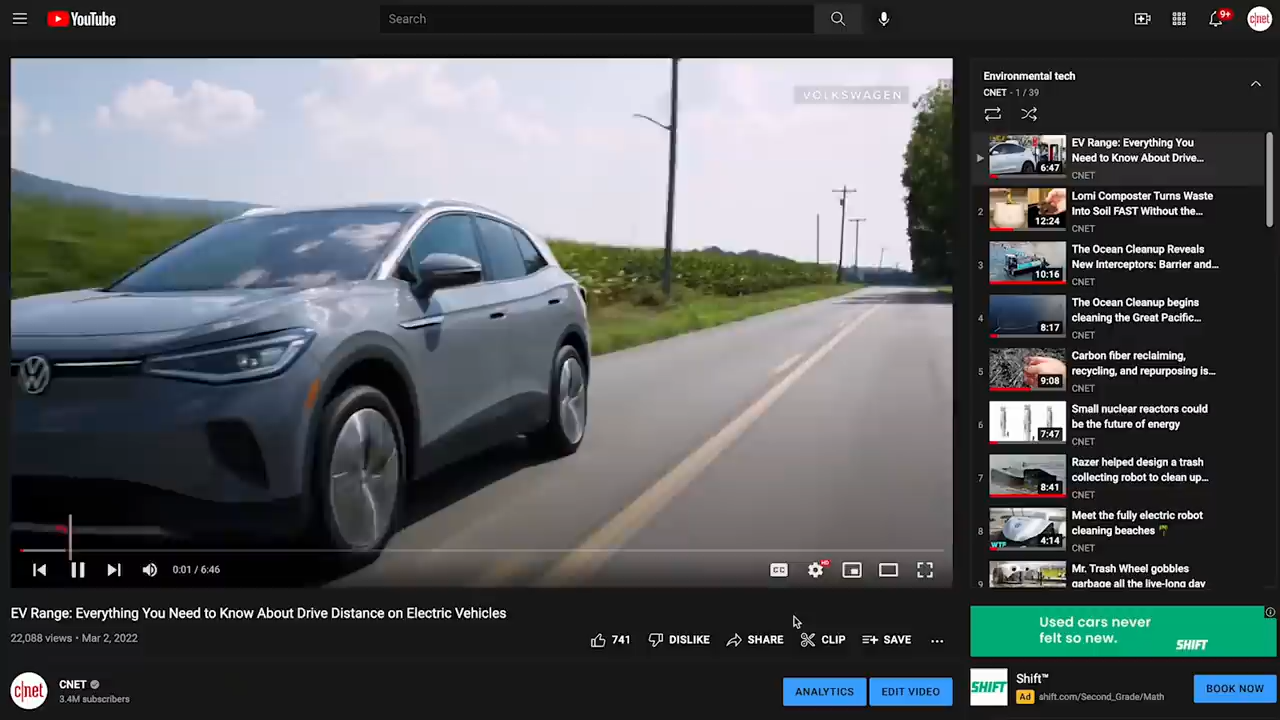 YouTube
Search
9+
c|net
VOLKSWAGEN
0:01 / 6:46
CC
HD
EV Range: Everything You Need to Know About Drive Distance on Electric Vehicles
22,088 views • Mar 2, 2022
741
DISLIKE
SHARE
CLIP
SAVE
c|net
CNET
3.4M subscribers
ANALYTICS
EDIT VIDEO
Environmental tech
CNET - 1 / 39
6:47
EV Range: Everything You
Need to Know About Drive...
CNET
2
12:24
Lomi Composter Turns Waste
Into Soil FAST Without the...
CNET
3
10:16
The Ocean Cleanup Reveals
New Interceptors: Barrier and...
CNET
4
8:17
The Ocean Cleanup begins
cleaning the Great Pacific...
CNET
5
9:08
Carbon fiber reclaiming,
recycling, and repurposing is...
CNET
6
7:47
Small nuclear reactors could
be the future of energy
CNET
7
8:41
Razer helped design a trash
collecting robot to clean up...
CNET
8
WTF
4:14
Meet the fully electric robot
cleaning beaches
CNET
9
Mr. Trash Wheel gobbles
garbage all the live-long day
Used cars never
felt so new.
SHIFT
SHIFT
Shift™
Ad shift.com/Second_Grade/Math
BOOK NOW